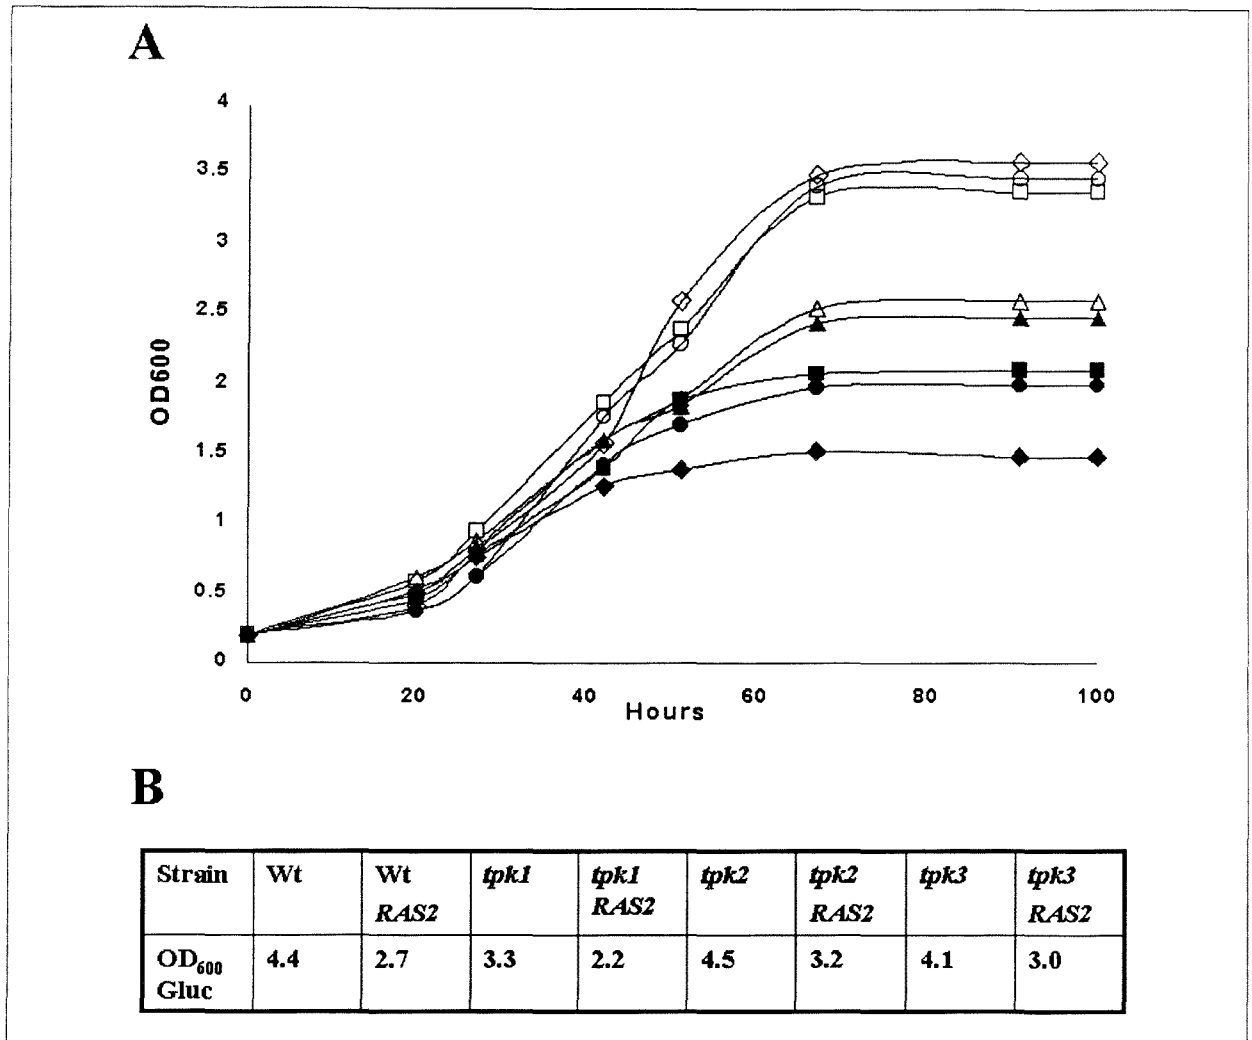 A
4
3.5
3
2.5
2
1.5
1
0.5
0
OD600
0 20 40 60 80 100
Hours
B
Strain Wt Wt RAS2 tpk1 tpk1 RAS2 tpk2 tpk2 RAS2 tpk3 tpk3 RAS2
OD600 Gluc 4.4 2.7 3.3 2.2 4.5 3.2 4.1 3.0